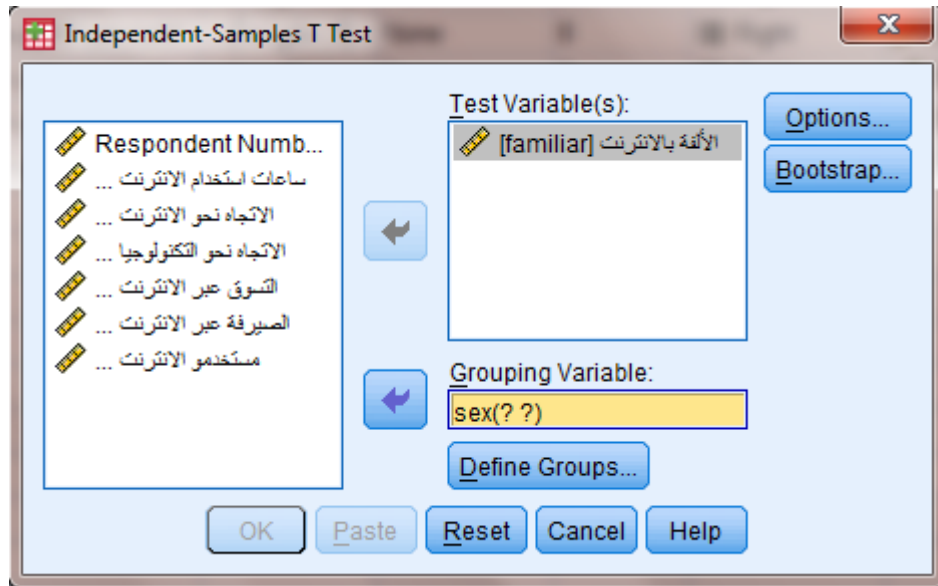 Independent-Samples T Test
Respondent Numb...
ساعات استخدام الانترنت ...
الاتجاه نحو الانترنت ...
الاتجاه نحو التكنولوجيا ...
التسوق عبر الانترنت ...
الصيرفة عبر الانترنت ...
مستخدمو الانترنت ...
Test Variable(s):
الألفة بالانترنت [familiar]
Grouping Variable:
sex(? ?)
Define Groups...
Options...
Bootstrap...
OK
Paste
Reset
Cancel
Help